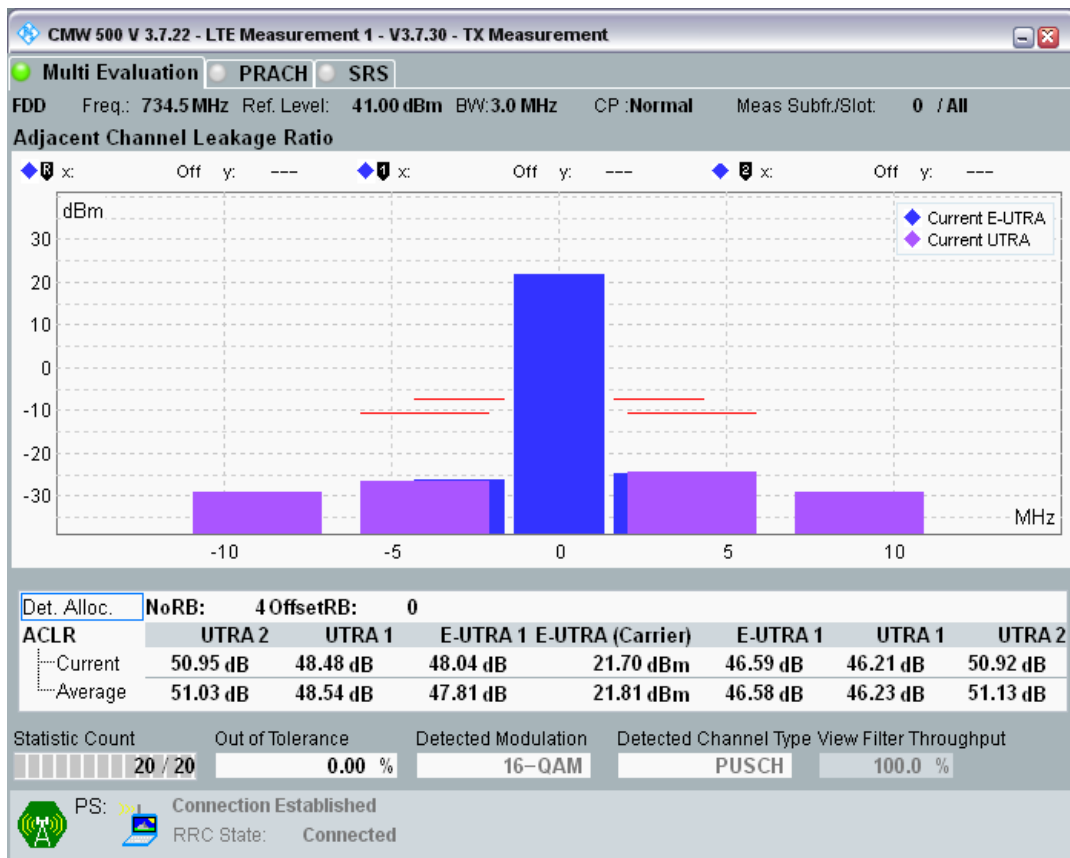 CMW 500 V 3.7.22 - LTE Measurement 1 - V3.7.30 - TX Measurement
Multi Evaluation PRACH SRS
FDD Freq.: 734.5 MHz Ref. Level: 41.00 dBm BW: 3.0 MHz CP :Normal Meas Subfr./Slot: 0 / All
Adjacent Channel Leakage Ratio
R x: Off y: --- 1 x: Off y: --- 2 x: Off y: ---
dBm
Current E-UTRA
Current UTRA
30
20
10
0
-10
-20
-30
MHz
-10 -5 0 5 10
Det. Alloc. NoRB: 4 OffsetRB: 0
ACLR UTRA 2 UTRA 1 E-UTRA 1 E-UTRA (Carrier) E-UTRA 1 UTRA 1 UTRA 2
Current 50.95 dB 48.48 dB 48.04 dB 21.70 dBm 46.59 dB 46.21 dB 50.92 dB
Average 51.03 dB 48.54 dB 47.81 dB 21.81 dBm 46.58 dB 46.23 dB 51.13 dB
Statistic Count Out of Tolerance Detected Modulation Detected Channel Type View Filter Throughput
20 / 20 0.00 % 16-QAM PUSCH 100.0 %
PS: Connection Established
RRC State: Connected